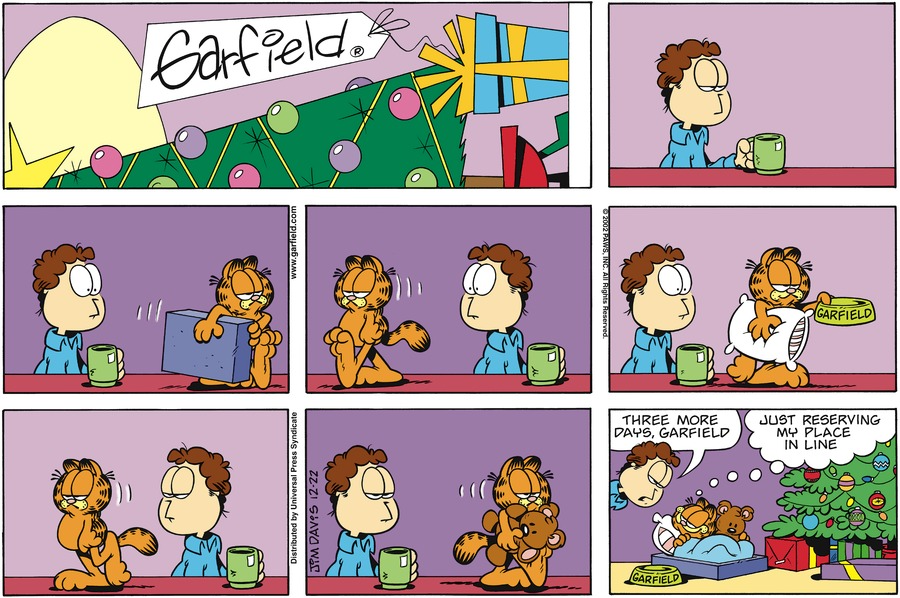 Garfield®
www.garfield.com
© 2002 PAWS, INC. All Rights Reserved.
GARFIELD
Distributed by Universal Press Syndicate
JIM DAVIS 12-22
THREE MORE
DAYS, GARFIELD
JUST RESERVING
MY PLACE
IN LINE
GARFIELD